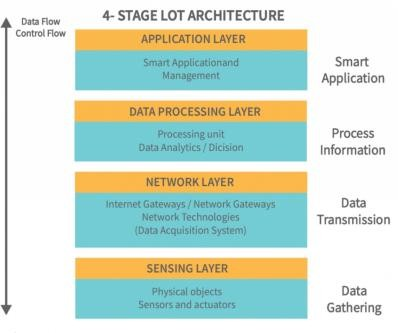 4- STAGE LOT ARCHITECTURE
Data Flow
Control Flow
APPLICATION LAYER
Smart Applicationand
Management
Smart
Application
DATA PROCESSING LAYER
Processing unit
Data Analytics / Dicision
Process
Information
NETWORK LAYER
Internet Gateways / Network Gateways
Network Technologies
(Data Acquisition System)
Data
Transmission
SENSING LAYER
Physical objects
Sensors and actuators
Data
Gathering